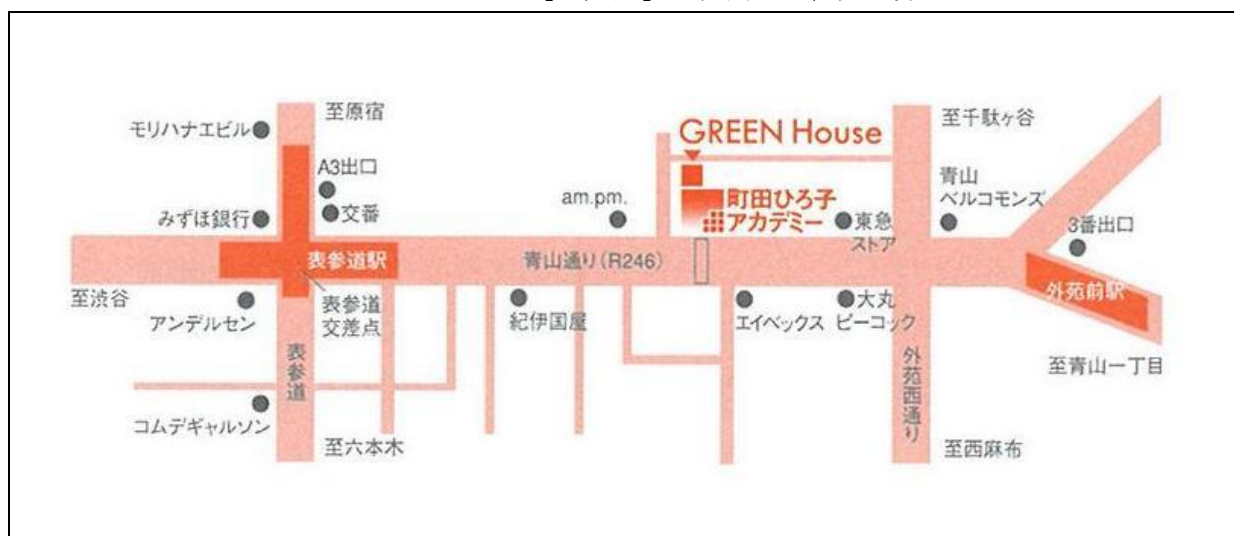 至原宿
モリハナエビル
A3出口
交番
みずほ銀行
am.pm.
GREEN House
町田ひろ子
アカデミー
東急
ストア
至千駄ヶ谷
青山
ベルコモンズ
3番出口
表参道駅
青山通り(R246)
外苑前駅
至渋谷
アンデルセン
表参道
交差点
紀伊国屋
エイベックス
大丸
ピーコック
至青山一丁目
表参道
外苑西通り
コムデギャルソン
至六本木
至西麻布